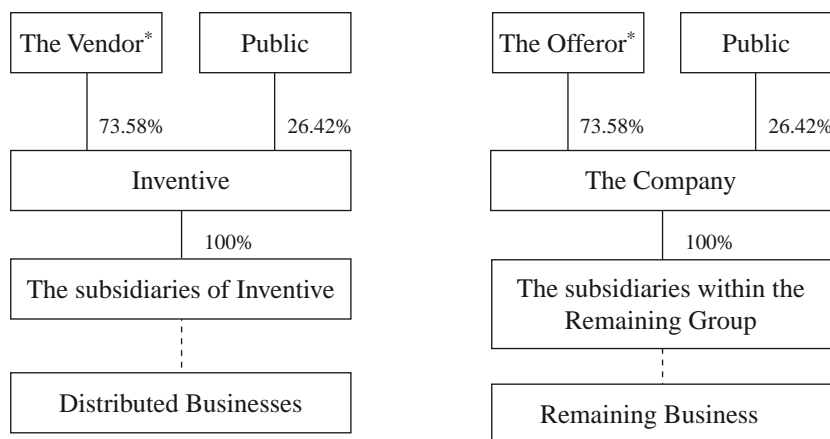 The Vendor*
Public
73.58%
26.42%
Inventive
100%
The subsidiaries of Inventive
Distributed Businesses
The Offeror*
Public
73.58%
26.42%
The Company
100%
The subsidiaries within the
Remaining Group
Remaining Business